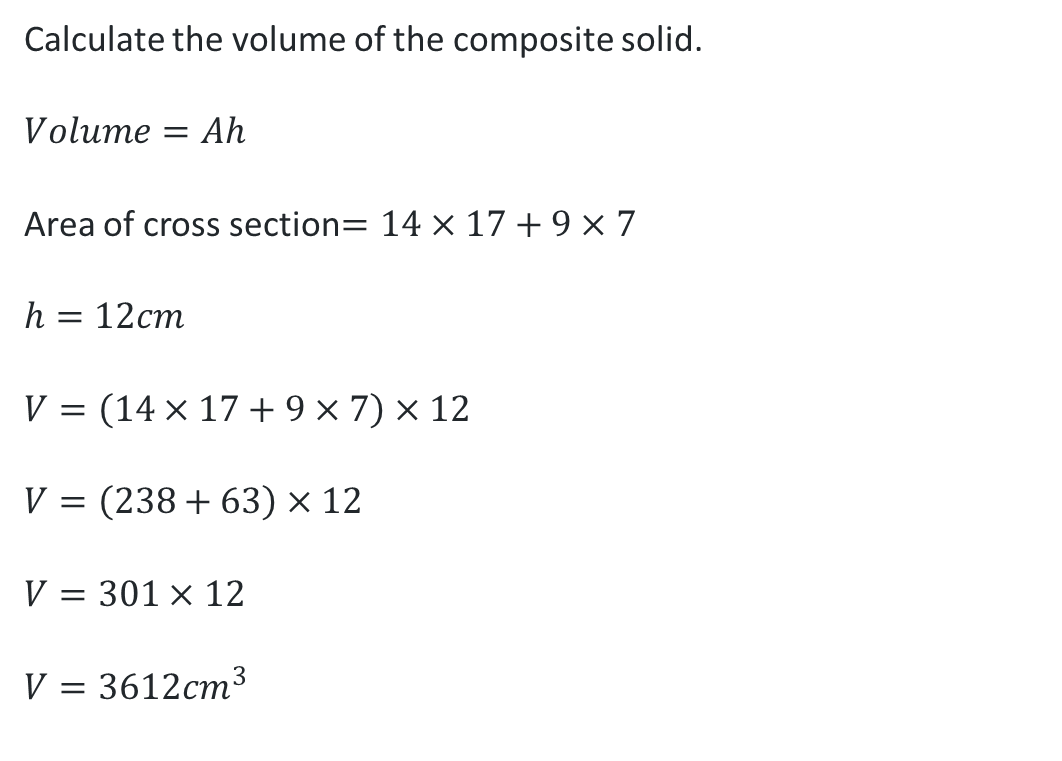 Calculate the volume of the composite solid.
Volume = Ah
Area of cross section= 14 × 17 + 9 × 7
h = 12cm
V = (14 × 17 + 9 × 7) × 12
V = (238 + 63) × 12
V = 301 × 12
V = 3612cm³